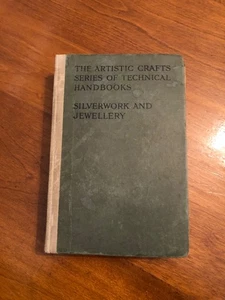 THE ARTISTIC CRAFTS
SERIES OF TECHNICAL
HANDBOOKS
SILVERWORK AND
JEWELLERY